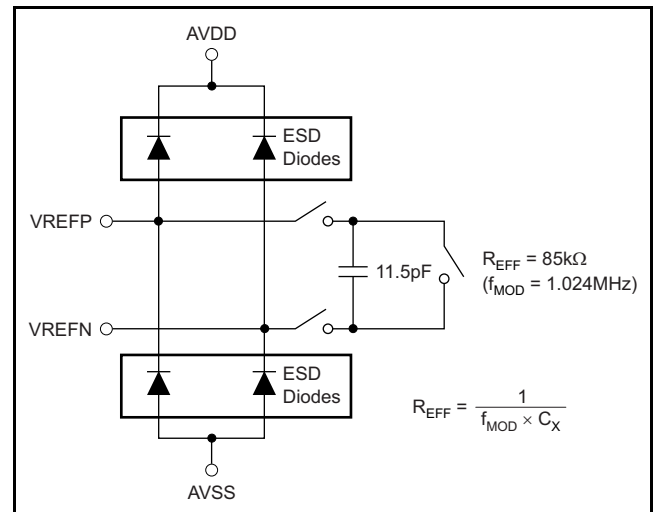 AVDD
ESD
Diodes
VREFP
11.5pF
R_EFF = 85kΩ
(f_MOD = 1.024MHz)
VREFN
ESD
Diodes
R_EFF = 1 / (f_MOD × C_X)
AVSS